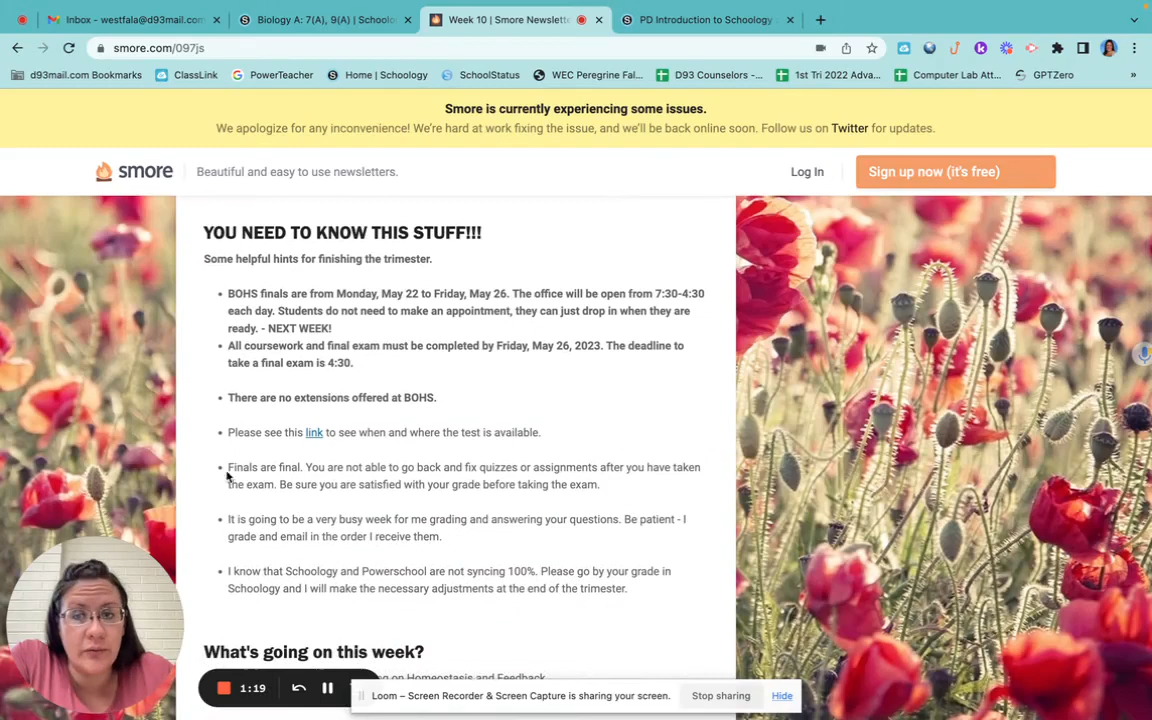 Inbox - westfala@d93mail.com
Biology A: 7(A), 9(A) | Schoolo
Week 10 | Smore Newslette
PD Introduction to Schoology
smore.com/097js
d93mail.com Bookmarks
ClassLink
PowerTeacher
Home | Schoology
SchoolStatus
WEC Peregrine Fal...
D93 Counselors -...
1st Tri 2022 Adva...
Computer Lab Att...
GPTZero
»
Smore is currently experiencing some issues.
We apologize for any inconvenience! We're hard at work fixing the issue, and we'll be back online soon. Follow us on Twitter for updates.
smore
Beautiful and easy to use newsletters.
Log In
Sign up now (it's free)
YOU NEED TO KNOW THIS STUFF!!!
Some helpful hints for finishing the trimester.
• BOHS finals are from Monday, May 22 to Friday, May 26. The office will be open from 7:30-4:30
each day. Students do not need to make an appointment, they can just drop in when they are
ready. - NEXT WEEK!
• All coursework and final exam must be completed by Friday, May 26, 2023. The deadline to
take a final exam is 4:30.
• There are no extensions offered at BOHS.
• Please see this link to see when and where the test is available.
• Finals are final. You are not able to go back and fix quizzes or assignments after you have taken
the exam. Be sure you are satisfied with your grade before taking the exam.
• It is going to be a very busy week for me grading and answering your questions. Be patient - I
grade and email in the order I receive them.
• I know that Schoology and Powerschool are not syncing 100%. Please go by your grade in
Schoology and I will make the necessary adjustments at the end of the trimester.
What's going on this week?
on Homeostasis and Feedback
1:19
Loom – Screen Recorder & Screen Capture is sharing your screen.
Stop sharing
Hide